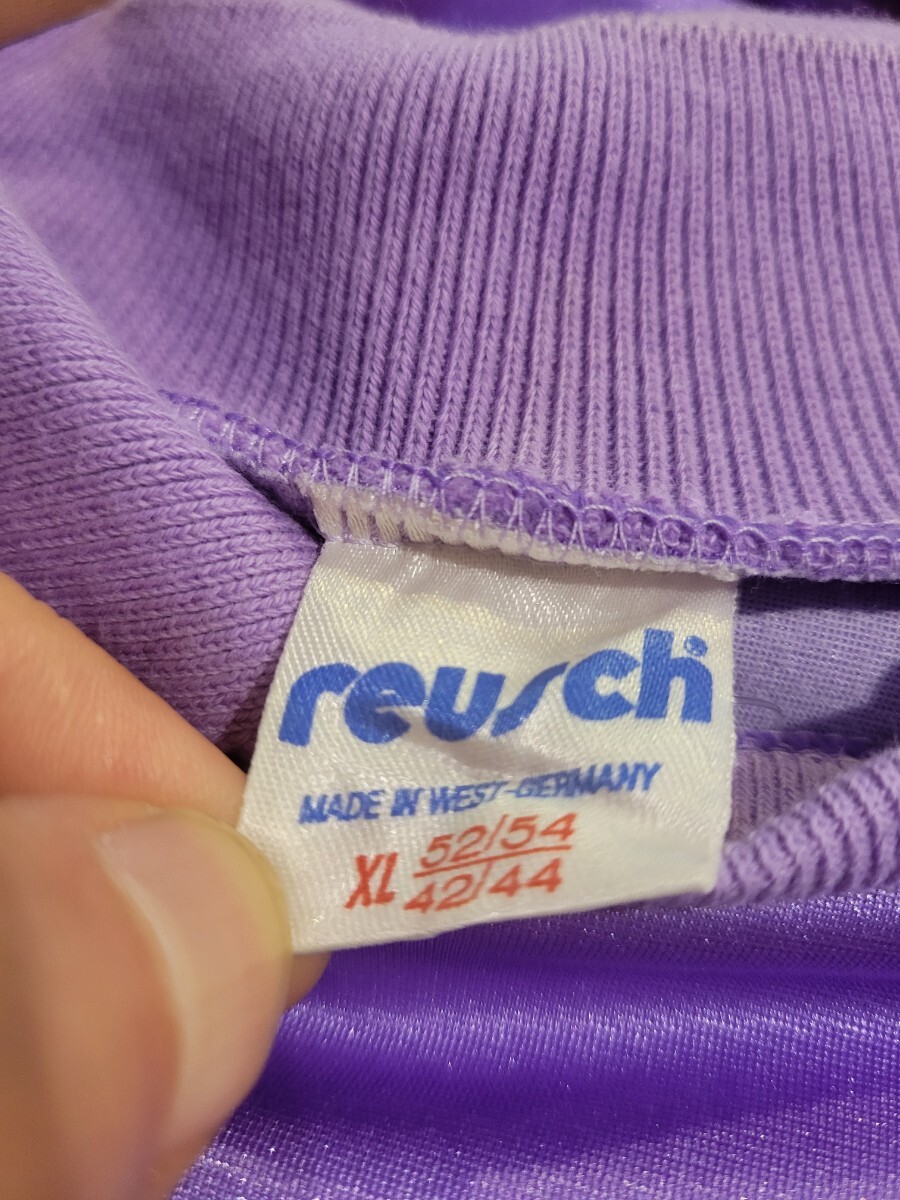 reusch
MADE IN WEST-GERMANY
XL 52/54
42/44